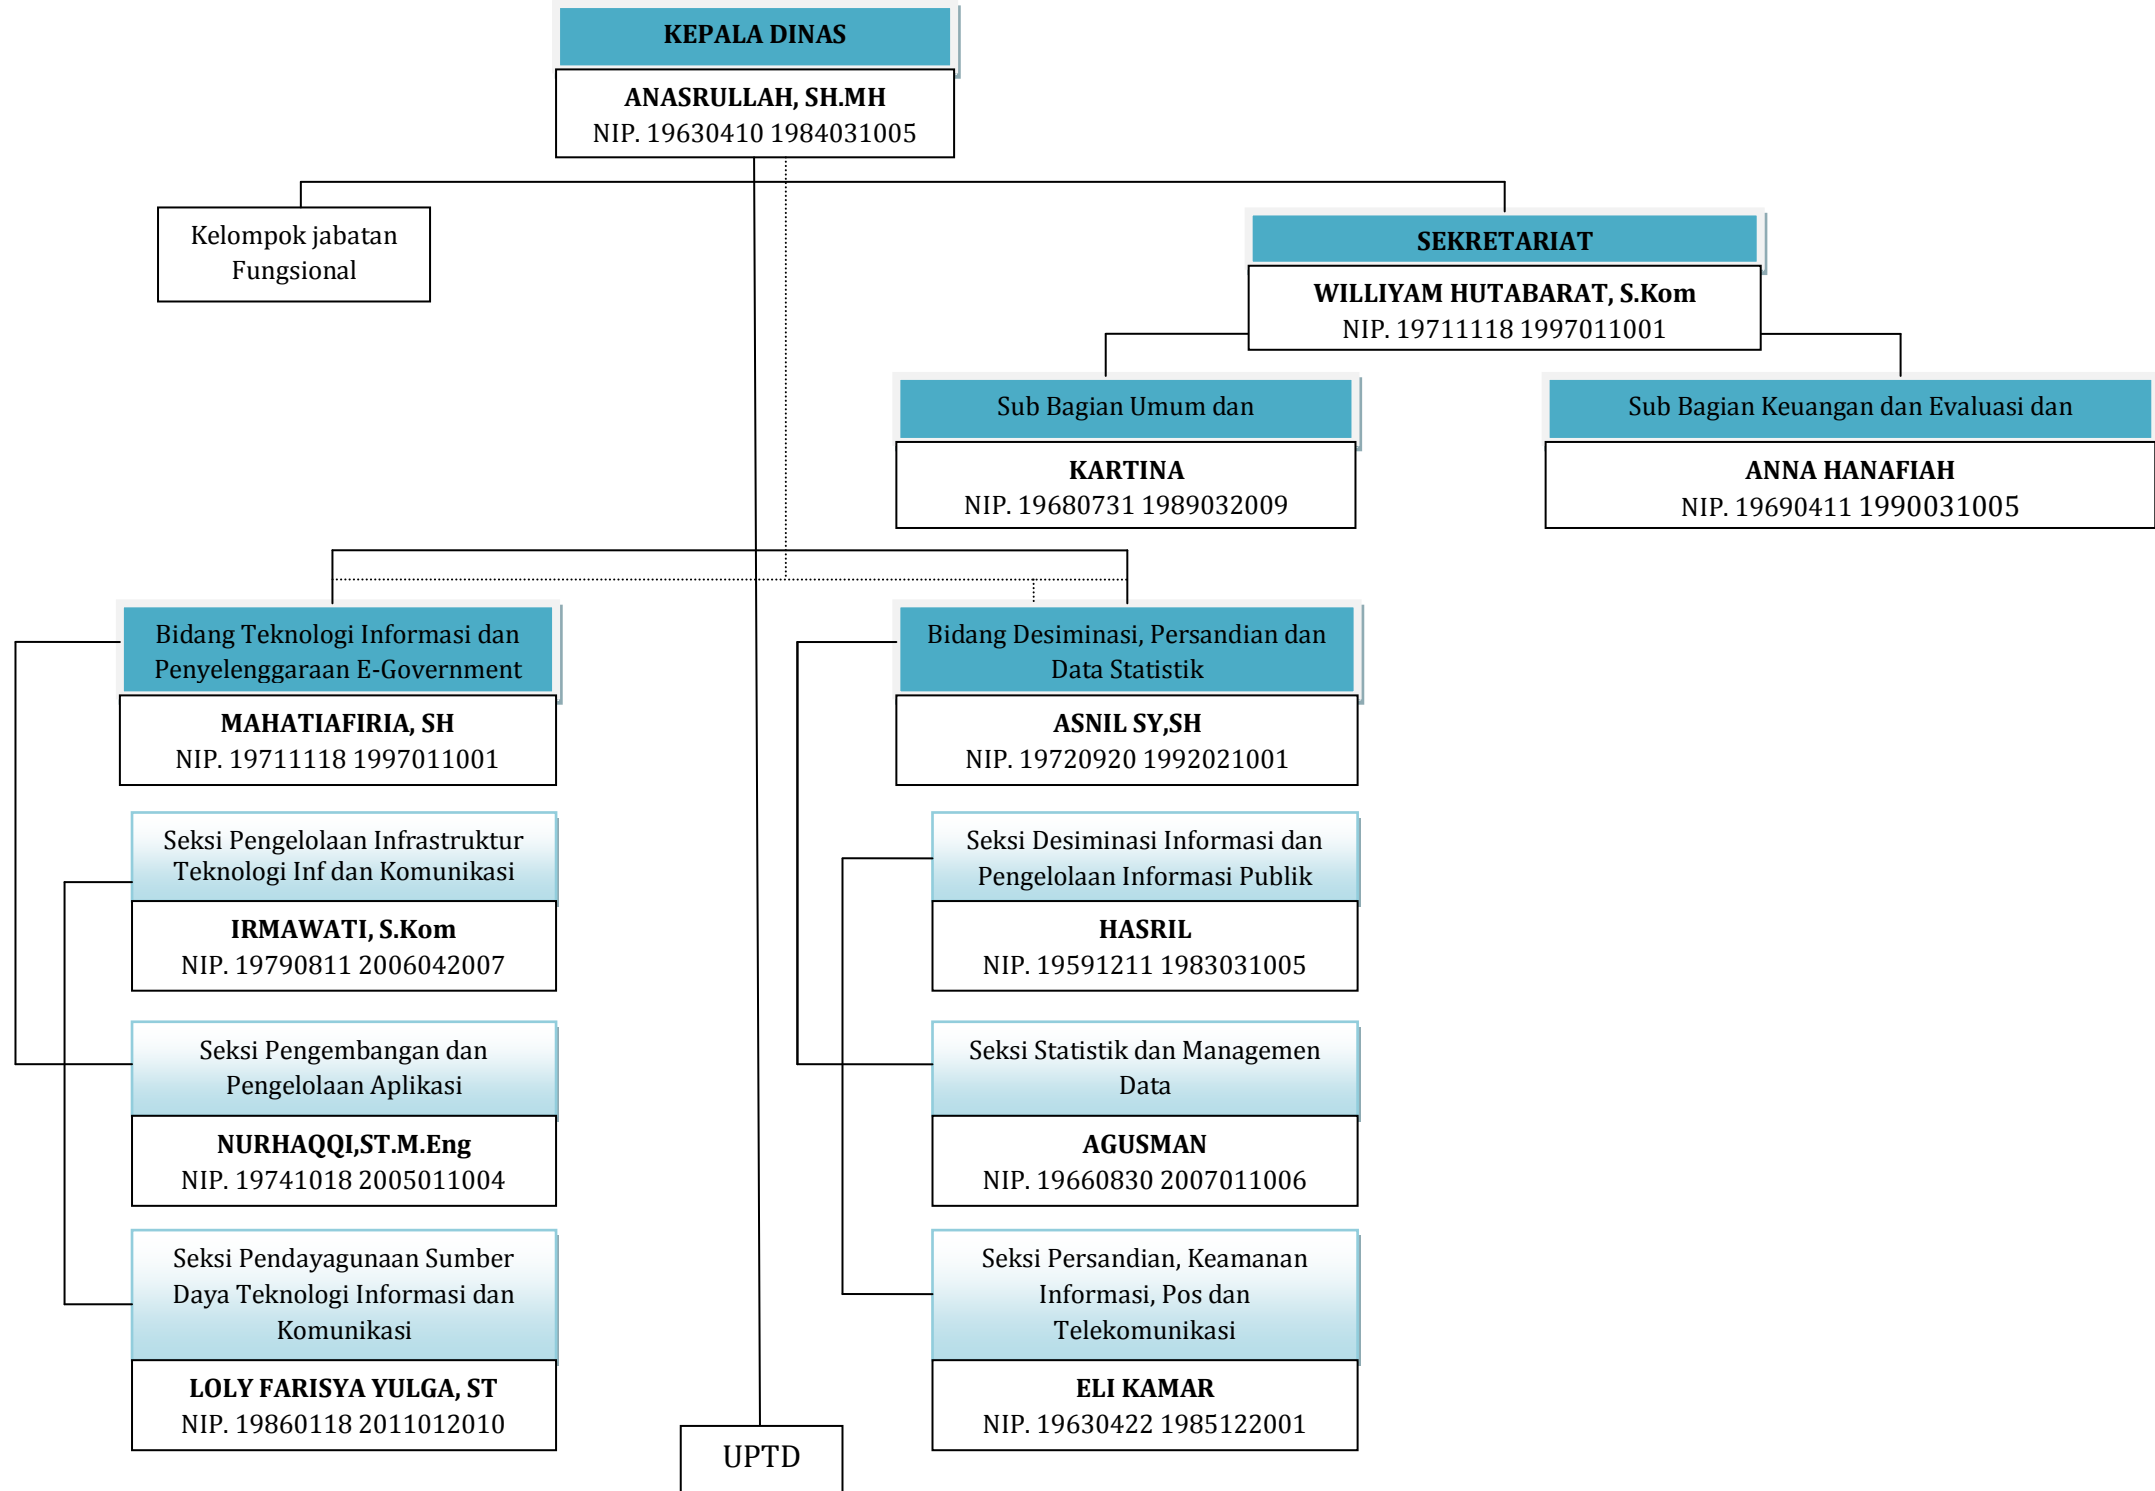 KEPALA DINAS
ANASRULLAH, SH.MH
NIP. 19630410 1984031005
Kelompok jabatan
Fungsional
SEKRETARIAT
WILLIYAM HUTABARAT, S.Kom
NIP. 19711118 1997011001
Sub Bagian Umum dan
KARTINA
NIP. 19680731 1989032009
Sub Bagian Keuangan dan Evaluasi dan
ANNA HANAFIAH
NIP. 19690411 1990031005
Bidang Teknologi Informasi dan
Penyelenggaraan E-Government
MAHATIAFIRIA, SH
NIP. 19711118 1997011001
Seksi Pengelolaan Infrastruktur
Teknologi Inf dan Komunikasi
IRMAWATI, S.Kom
NIP. 19790811 2006042007
Seksi Pengembangan dan
Pengelolaan Aplikasi
NURHAQQI,ST.M.Eng
NIP. 19741018 2005011004
Seksi Pendayagunaan Sumber
Daya Teknologi Informasi dan
Komunikasi
LOLY FARISYA YULGA, ST
NIP. 19860118 2011012010
Bidang Desiminasi, Persandian dan
Data Statistik
ASNIL SY,SH
NIP. 19720920 1992021001
Seksi Desiminasi Informasi dan
Pengelolaan Informasi Publik
HASRIL
NIP. 19591211 1983031005
Seksi Statistik dan Managemen
Data
AGUSMAN
NIP. 19660830 2007011006
Seksi Persandian, Keamanan
Informasi, Pos dan
Telekomunikasi
ELI KAMAR
NIP. 19630422 1985122001
UPTD